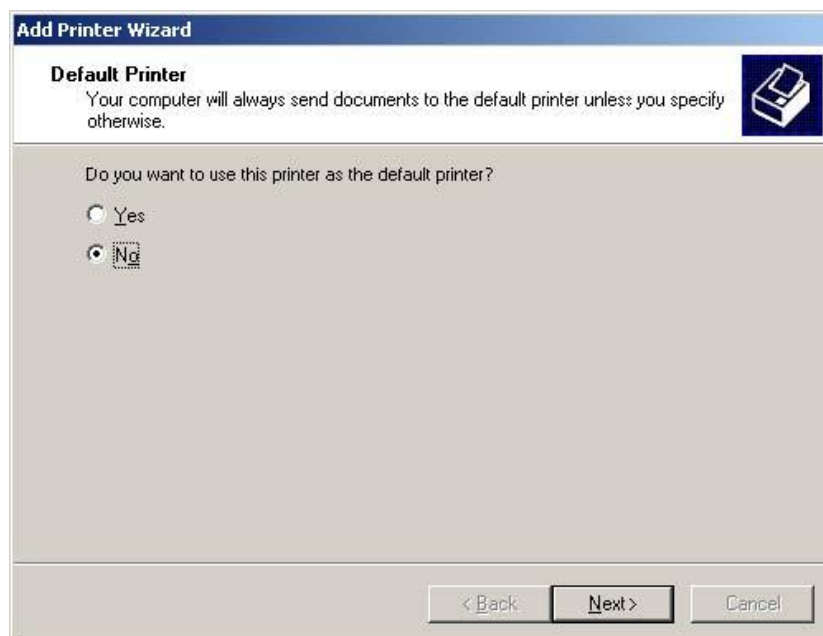 Add Printer Wizard
Default Printer
Your computer will always send documents to the default printer unless you specify
otherwise.
Do you want to use this printer as the default printer?
Yes
No
< Back
Next >
Cancel